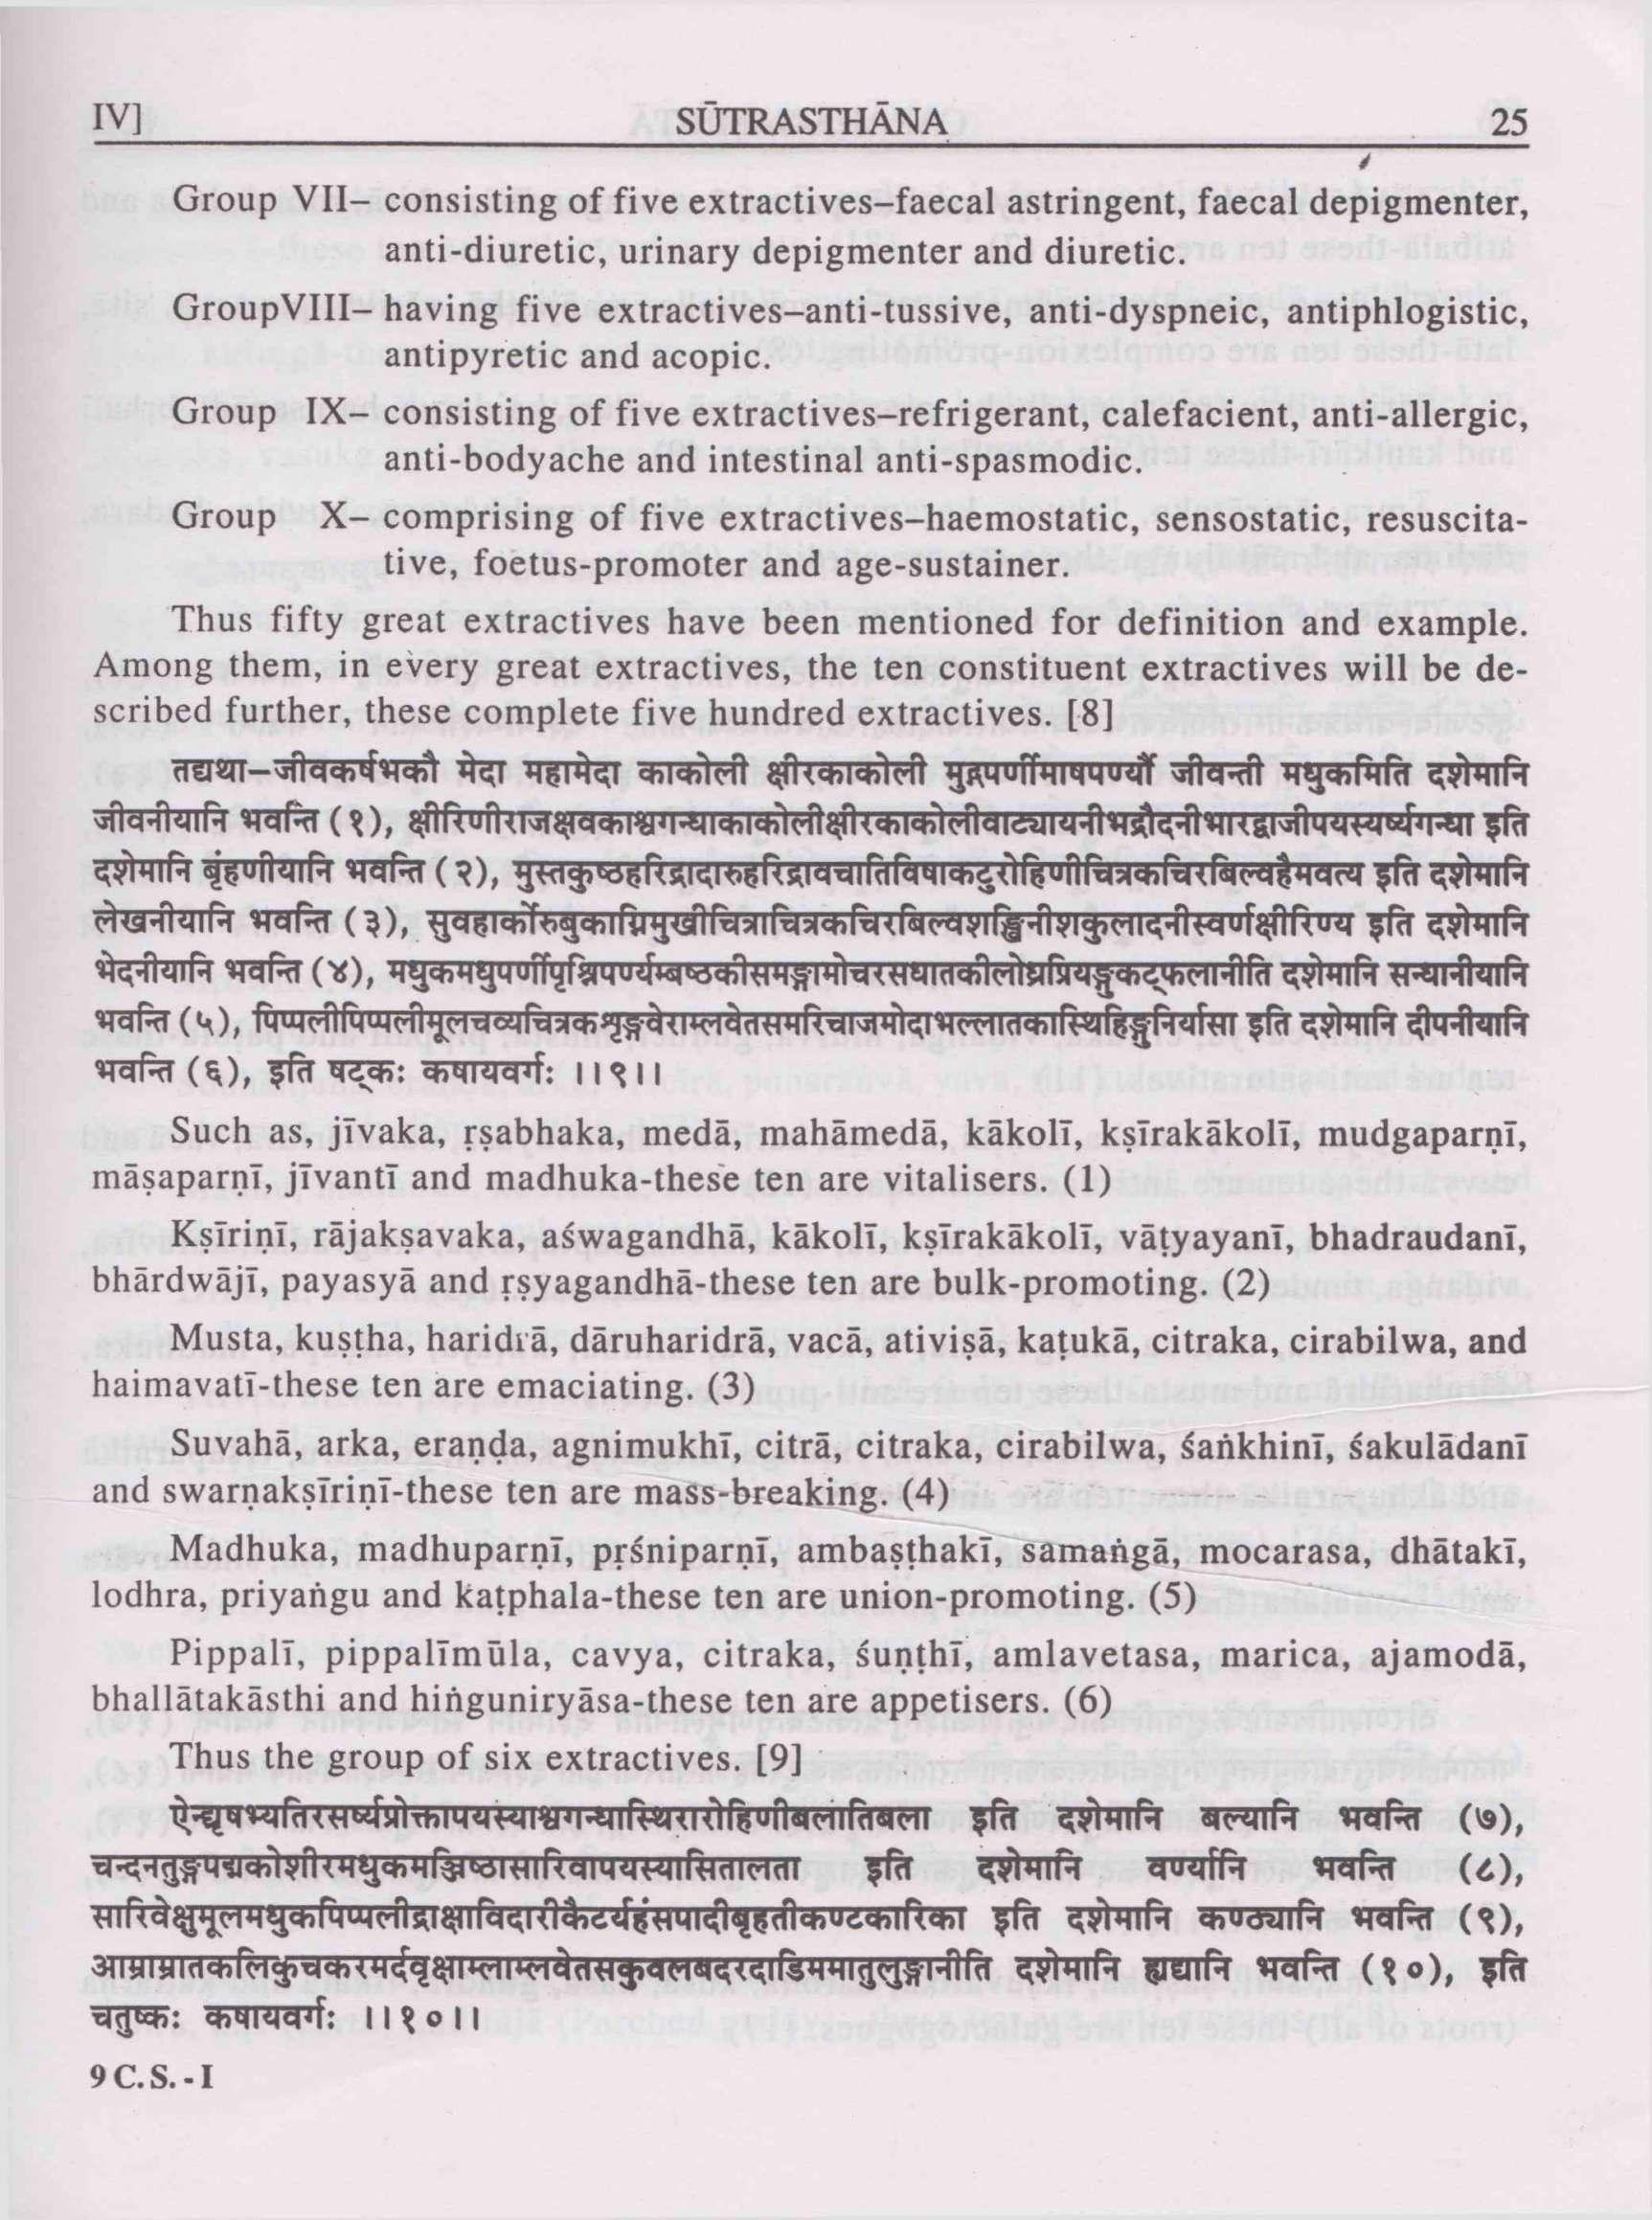 IV] SŪTRASTHĀNA 25
Group VII– consisting of five extractives–faecal astringent, faecal depigmenter,
anti-diuretic, urinary depigmenter and diuretic.
GroupVIII– having five extractives–anti-tussive, anti-dyspneic, antiphlogistic,
antipyretic and acopic.
Group IX– consisting of five extractives–refrigerant, calefacient, anti-allergic,
anti-bodyache and intestinal anti-spasmodic.
Group X– comprising of five extractives–haemostatic, sensostatic, resuscita-
tive, foetus-promoter and age-sustainer.
Thus fifty great extractives have been mentioned for definition and example.
Among them, in every great extractives, the ten constituent extractives will be de-
scribed further, these complete five hundred extractives. [8]
तद्यथा–जीवकर्षभकौ मेदा महामेदा काकोली क्षीरकाकोली मुद्गपर्णीमाषपर्ण्यौ जीवन्ती मधुकमिति दशेमानि
जीवनीयानि भवन्ति (१), क्षीरिणीराजक्षवकाश्वगन्धाकाकोलीक्षीरकाकोलीवाट्यायनीभद्रौदनीभारद्वाजीपयस्यर्ष्यगन्धा इति
दशेमानि बृंहणीयानि भवन्ति (२), मुस्तकुष्ठहरिद्रादारुहरिद्रावचातिविषाकटुरोहिणीचित्रकचिरबिल्वहैमवत्य इति दशेमानि
लेखनीयानि भवन्ति (३), सुवहार्कोरुबुकाग्निमुखीचित्राचित्रकचिरबिल्वशङ्खिनीशकुलादनीस्वर्णक्षीरिण्य इति दशेमानि
भेदनीयानि भवन्ति (४), मधुकमधुपर्णीपृश्निपर्ण्यम्बष्ठकीसमङ्गामोचरसधातकीलोध्रप्रियङ्गुकट्फलानीति दशेमानि सन्धानीयानि
भवन्ति (५), पिप्पलीपिप्पलीमूलचव्यचित्रकशृङ्गवेराम्लवेतसमरिचाजमोदाभल्लातकास्थिहिङ्गुनिर्यासा इति दशेमानि दीपनीयानि
भवन्ति (६), इति षट्कः कषायवर्गः ।।९।।
Such as, jīvaka, ṛṣabhaka, medā, mahāmedā, kākolī, kṣīrakākolī, mudgaparṇī,
māṣaparṇī, jīvantī and madhuka-these ten are vitalisers. (1)
Kṣīriṇī, rājakṣavaka, aśwagandhā, kākolī, kṣīrakākolī, vāṭyayanī, bhadraudanī,
bhārdwājī, payasyā and ṛṣyagandhā-these ten are bulk-promoting. (2)
Musta, kuṣṭha, haridrā, dāruharidrā, vacā, ativiṣā, kaṭukā, citraka, cirabilwa, and
haimavatī-these ten are emaciating. (3)
Suvahā, arka, eraṇḍa, agnimukhī, citrā, citraka, cirabilwa, śaṅkhinī, śakulādanī
and swarṇakṣīriṇī-these ten are mass-breaking. (4)
Madhuka, madhuparṇī, pṛśniparṇī, ambaṣṭhakī, samaṅgā, mocarasa, dhātakī,
lodhra, priyaṅgu and kaṭphala-these ten are union-promoting. (5)
Pippalī, pippalīmūla, cavya, citraka, śuṇṭhī, amlavetasa, marica, ajamodā,
bhallātakāsthi and hiṅguniryāsa-these ten are appetisers. (6)
Thus the group of six extractives. [9]
ऐन्द्र्यृषभ्यतिरसर्ष्यप्रोक्तापयस्याश्वगन्धास्थिरारोहिणीबलातिबला इति दशेमानि बल्यानि भवन्ति (७),
चन्दनतुङ्गपद्मकोशीरमधुकमञ्जिष्ठासारिवापयस्यासितालता इति दशेमानि वर्ण्यानि भवन्ति (८),
सारिवेक्षुमूलमधुकपिप्पलीद्राक्षाविदारीकैटर्यहंसपादीबृहतीकण्टकारिका इति दशेमानि कण्ठ्यानि भवन्ति (९),
आम्राम्रातकलिकुचकरमर्दवृक्षाम्लाम्लवेतसकुवलबदरदाडिममातुलुङ्गानीति दशेमानि हृद्यानि भवन्ति (१०), इति
चतुष्कः कषायवर्गः ।।१०।।
9 C.S. - I